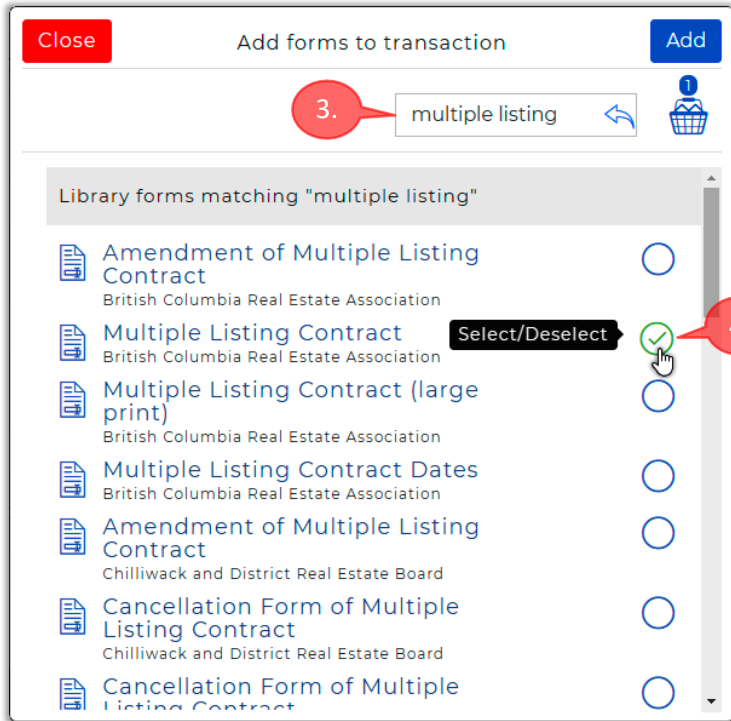 Close
Add forms to transaction
Add
1
3.
multiple listing
Library forms matching "multiple listing"
Amendment of Multiple Listing
Contract
British Columbia Real Estate Association
Multiple Listing Contract
British Columbia Real Estate Association
Select/Deselect
Multiple Listing Contract (large
print)
British Columbia Real Estate Association
Multiple Listing Contract Dates
British Columbia Real Estate Association
Amendment of Multiple Listing
Contract
Chilliwack and District Real Estate Board
Cancellation Form of Multiple
Listing Contract
Chilliwack and District Real Estate Board
Cancellation Form of Multiple
Listing Contract